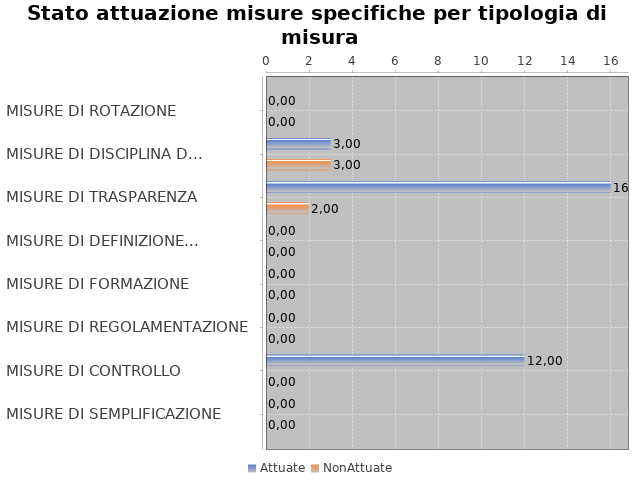 Stato attuazione misure specifiche per tipologia di
misura
0 2 4 6 8 10 12 14 16
MISURE DI ROTAZIONE
0,00
0,00
MISURE DI DISCIPLINA D...
3,00
3,00
MISURE DI TRASPARENZA
16
2,00
MISURE DI DEFINIZIONE...
0,00
0,00
MISURE DI FORMAZIONE
0,00
0,00
MISURE DI REGOLAMENTAZIONE
0,00
0,00
MISURE DI CONTROLLO
12,00
0,00
MISURE DI SEMPLIFICAZIONE
0,00
0,00
Attuate NonAttuate